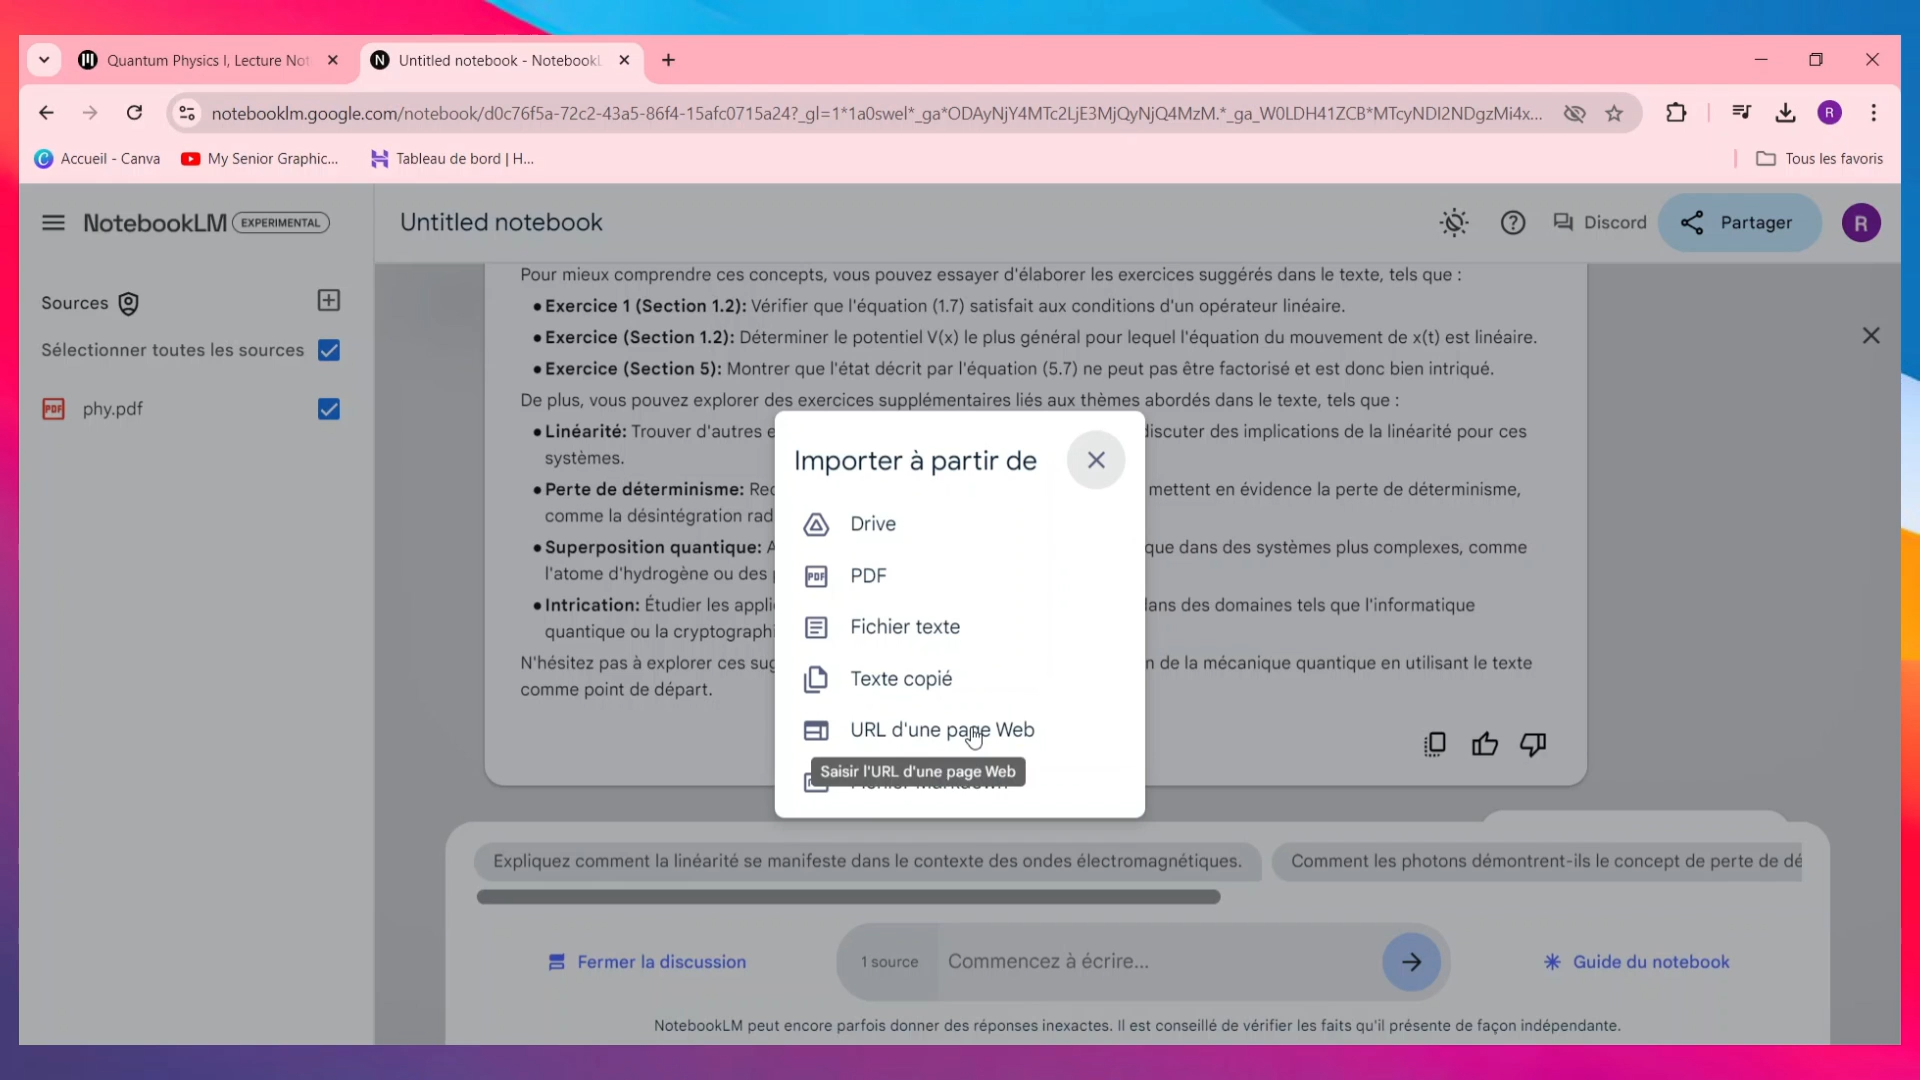 Quantum Physics I, Lecture Not
Untitled notebook - NotebookL
notebooklm.google.com/notebook/d0c76f5a-72c2-43a5-86f4-15afc0715a24?_gl=1*1a0swel*_ga*ODAyNjY4MTc2LjE3MjQyNjQ4MzM.*_ga_W0LDH41ZCB*MTcyNDI2NDgzMi4x...
R
Accueil - Canva
My Senior Graphic...
Tableau de bord | H...
Tous les favoris
NotebookLM EXPERIMENTAL
Untitled notebook
Discord
Partager
R
Sources
Sélectionner toutes les sources
PDF phy.pdf
Pour mieux comprendre ces concepts, vous pouvez essayer d'élaborer les exercices suggérés dans le texte, tels que :
• Exercice 1 (Section 1.2): Vérifier que l'équation (1.7) satisfait aux conditions d'un opérateur linéaire.
• Exercice (Section 1.2): Déterminer le potentiel V(x) le plus général pour lequel l'équation du mouvement de x(t) est linéaire.
• Exercice (Section 5): Montrer que l'état décrit par l'équation (5.7) ne peut pas être factorisé et est donc bien intriqué.
De plus, vous pouvez explorer des exercices supplémentaires liés aux thèmes abordés dans le texte, tels que :
• Linéarité: Trouver d'autres e discuter des implications de la linéarité pour ces
systèmes.
• Perte de déterminisme: Rec mettent en évidence la perte de déterminisme,
comme la désintégration rad
• Superposition quantique: A que dans des systèmes plus complexes, comme
l'atome d'hydrogène ou des p
• Intrication: Étudier les appli dans des domaines tels que l'informatique
quantique ou la cryptographi
N'hésitez pas à explorer ces sug n de la mécanique quantique en utilisant le texte
comme point de départ.
Importer à partir de
Drive
PDF PDF
Fichier texte
Texte copié
URL d'une page Web
Saisir l'URL d'une page Web
Fichier Markdown
Expliquez comment la linéarité se manifeste dans le contexte des ondes électromagnétiques.
Comment les photons démontrent-ils le concept de perte de dé
Fermer la discussion
1 source
Commencez à écrire...
Guide du notebook
NotebookLM peut encore parfois donner des réponses inexactes. Il est conseillé de vérifier les faits qu'il présente de façon indépendante.